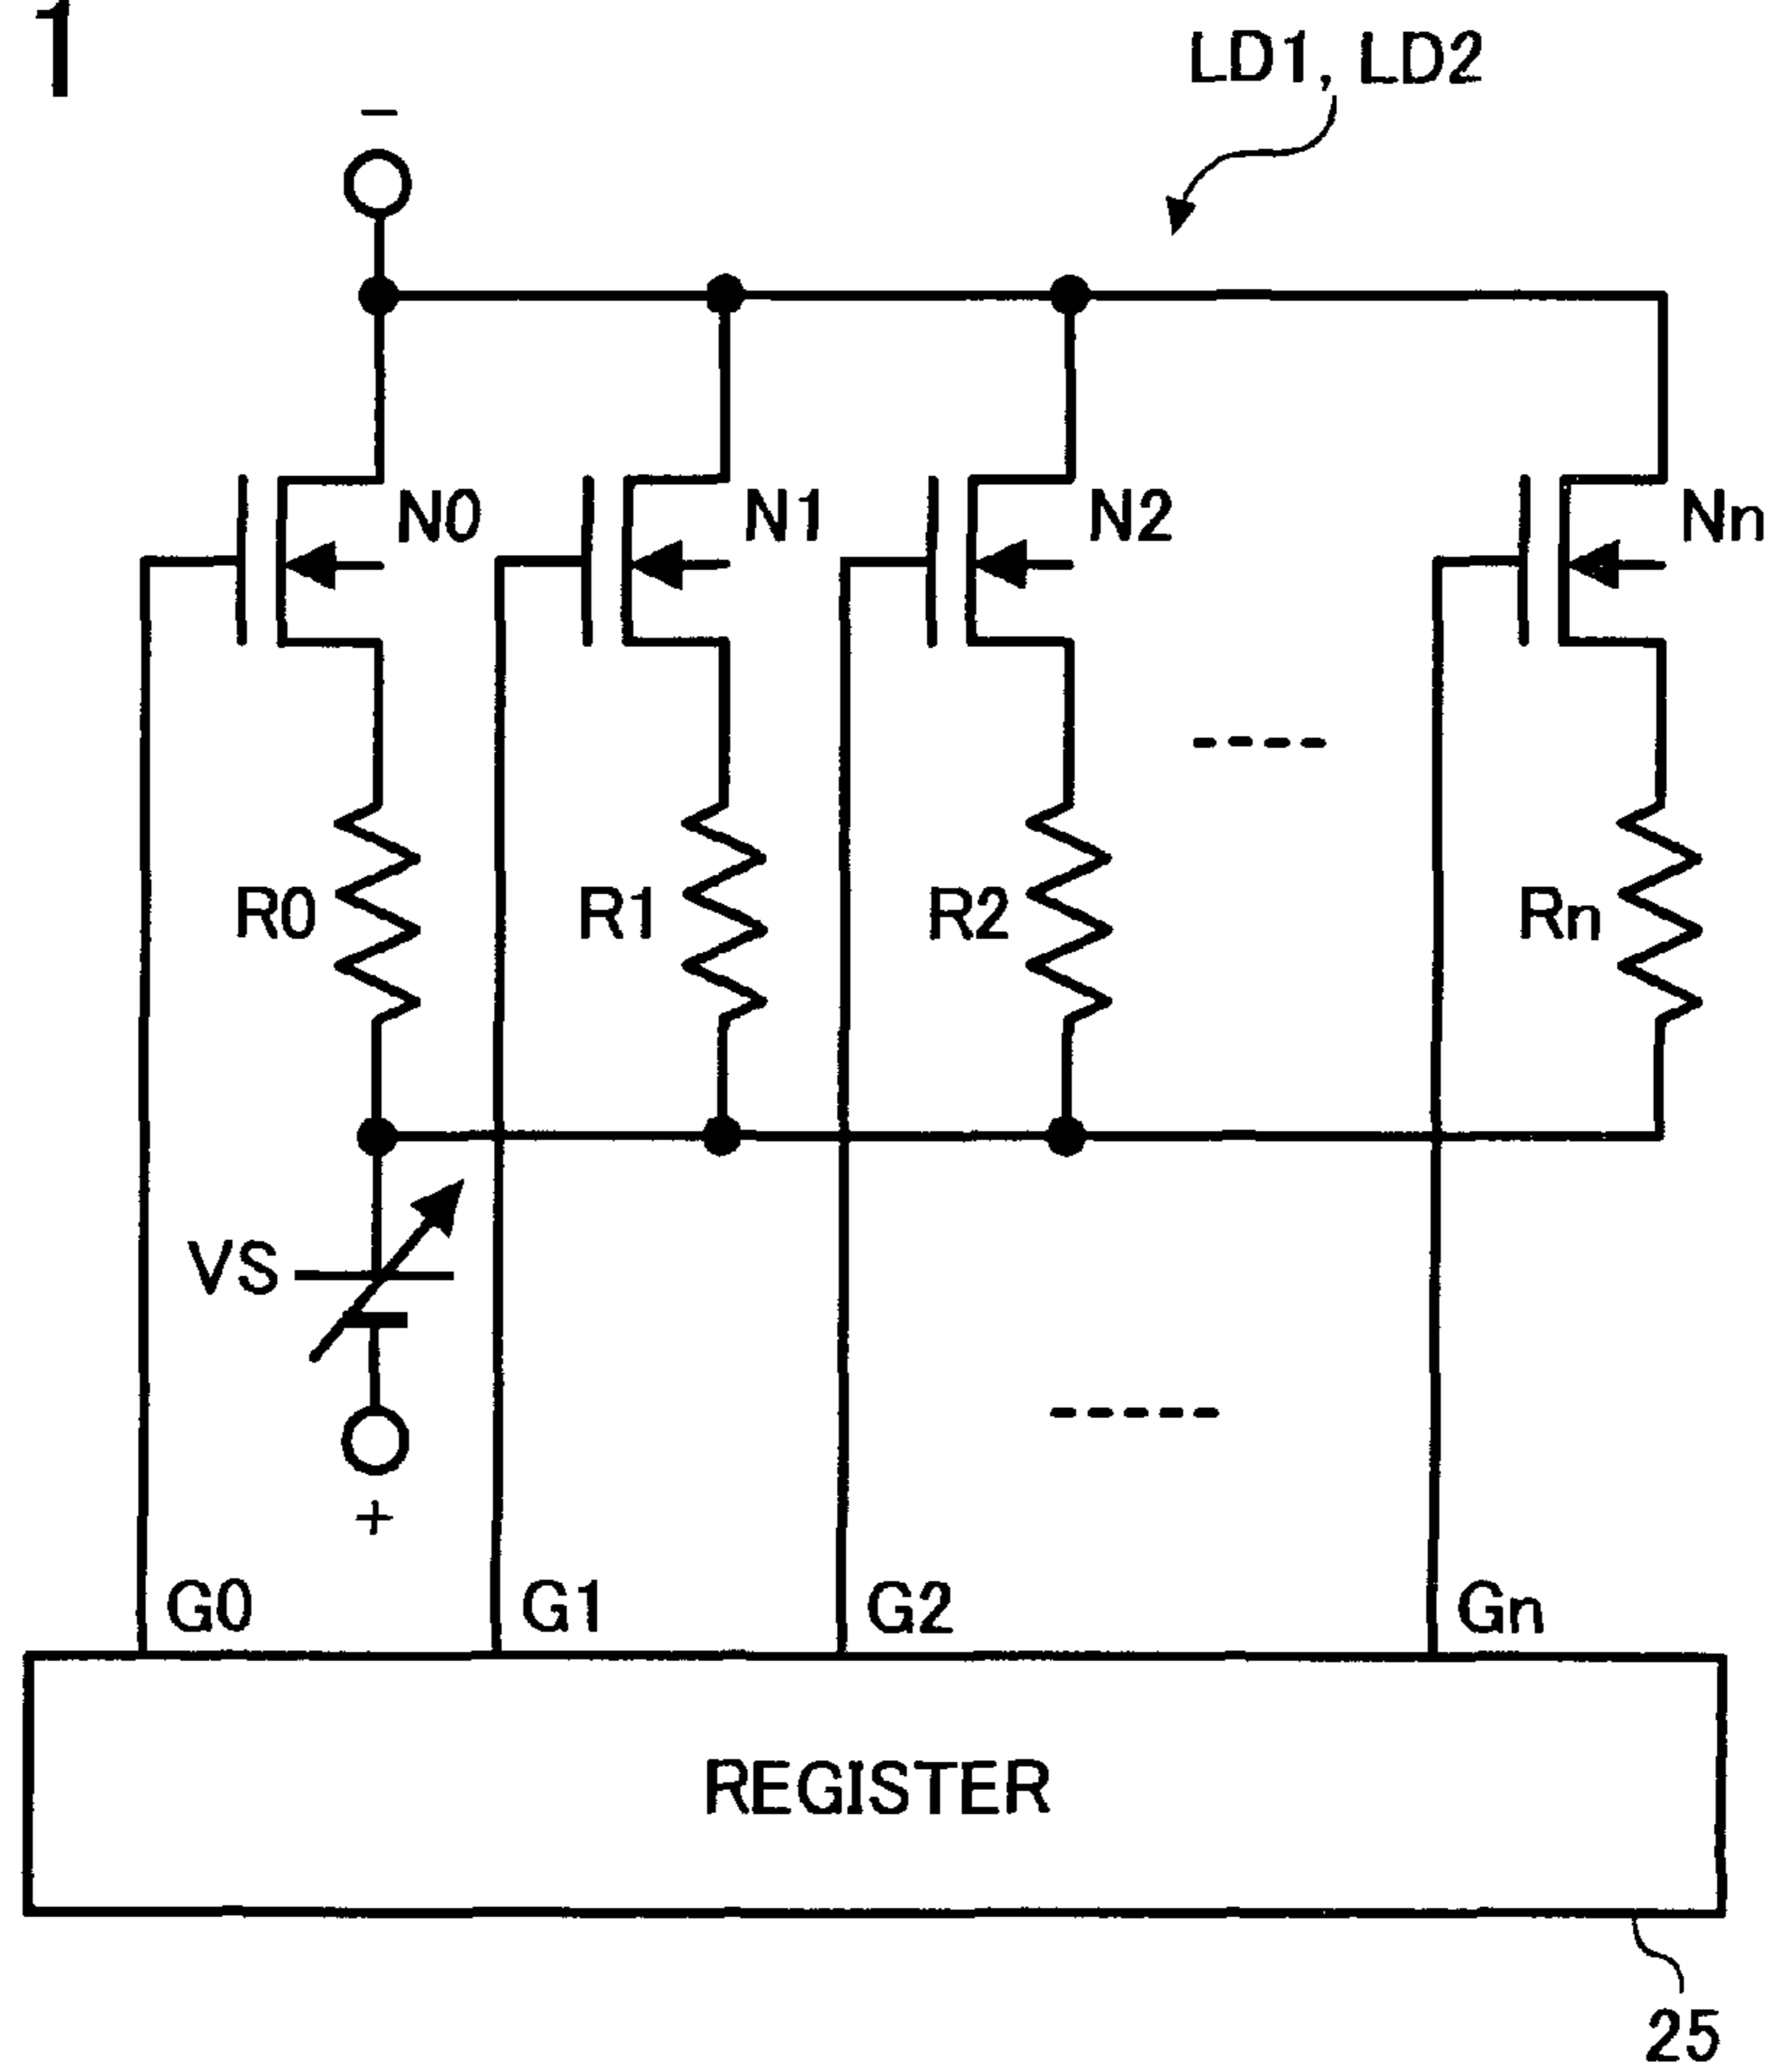 1
LD1, LD2
−
N0 N1 N2 Nn
R0 R1 R2 Rn
VS
+
G0 G1 G2 Gn
REGISTER
25